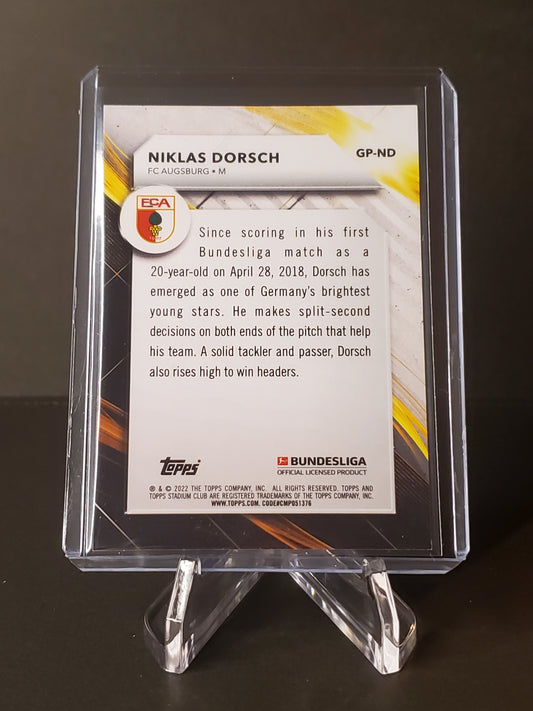 NIKLAS DORSCH
GP-ND
FC AUGSBURG • M
FCA
1907
Since scoring in his first
Bundesliga match as a
20-year-old on April 28, 2018, Dorsch has
emerged as one of Germany's brightest
young stars. He makes split-second
decisions on both ends of the pitch that help
his team. A solid tackler and passer, Dorsch
also rises high to win headers.
Topps
BUNDESLIGA
OFFICIAL LICENSED PRODUCT
® & © 2022 THE TOPPS COMPANY, INC. ALL RIGHTS RESERVED. TOPPS AND
TOPPS STADIUM CLUB ARE REGISTERED TRADEMARKS OF THE TOPPS COMPANY, INC.
WWW.TOPPS.COM. CODE#CMP051376